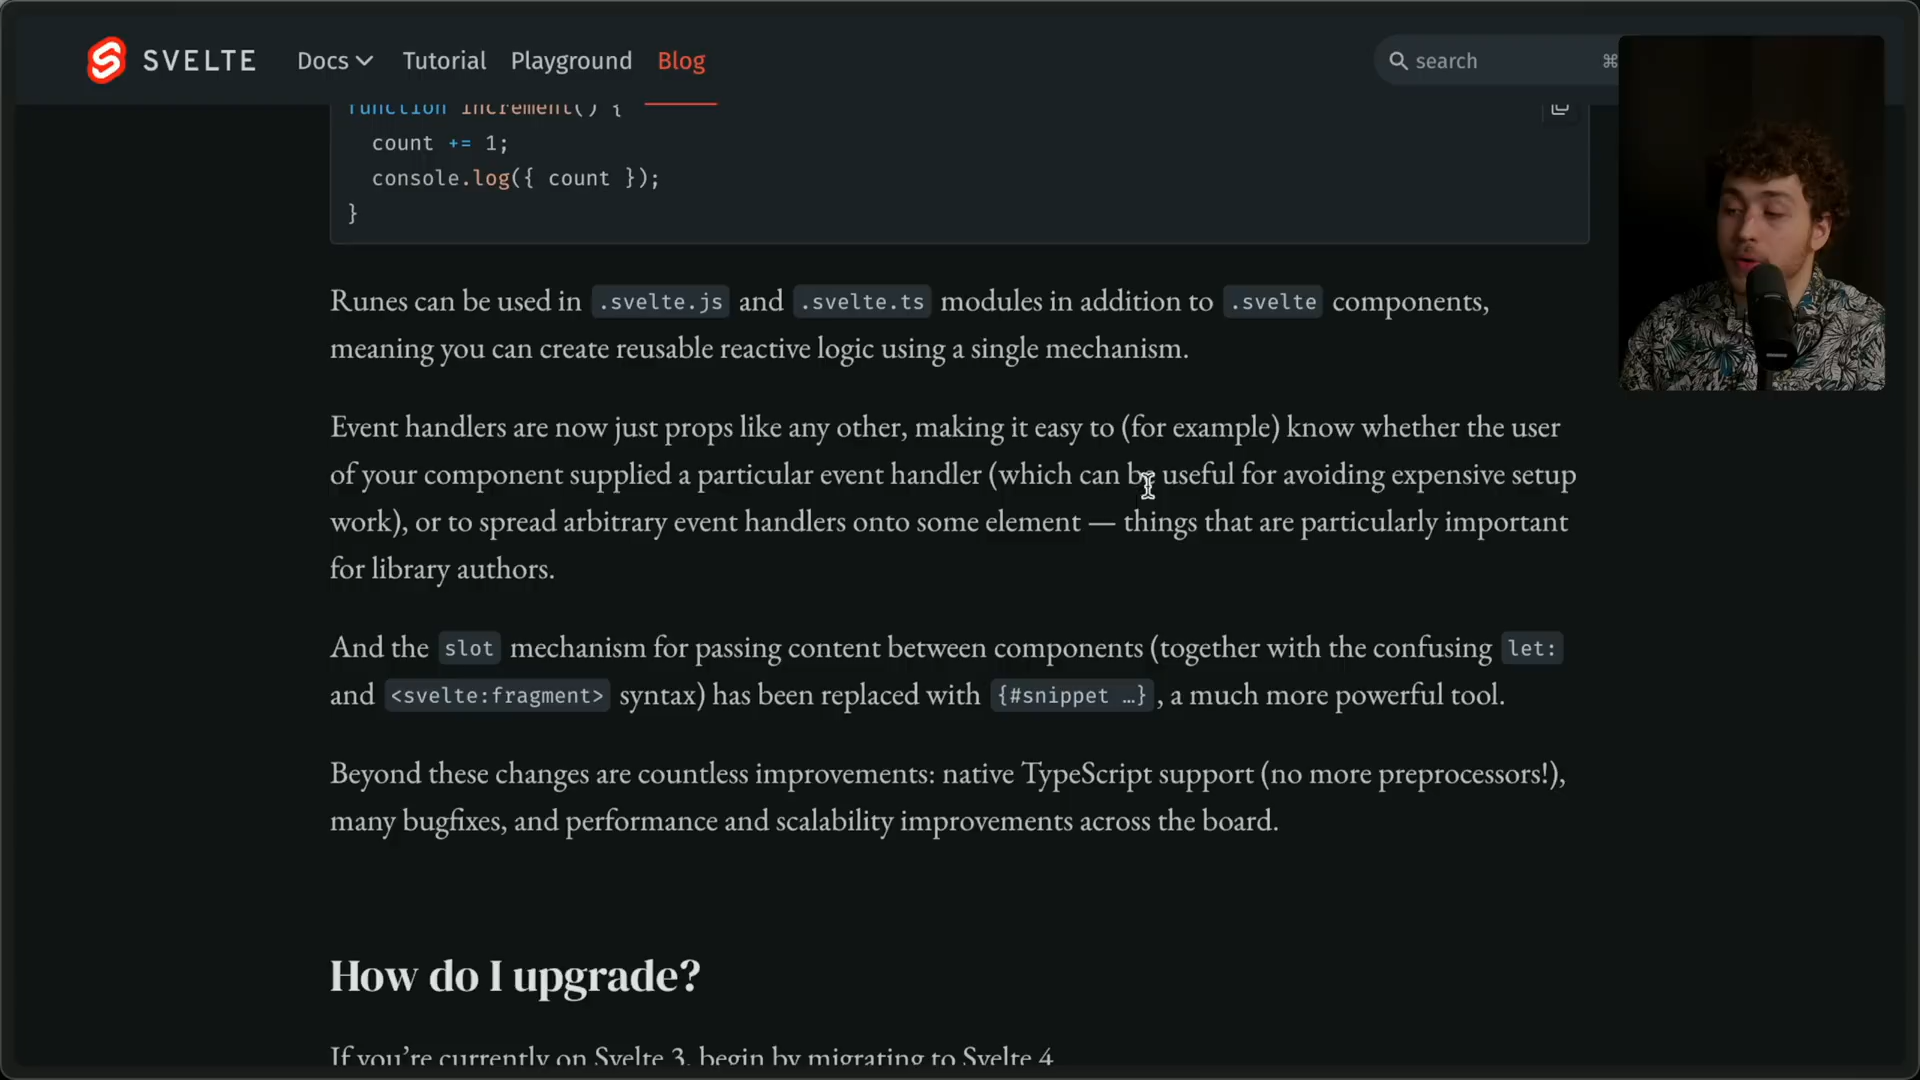 SVELTE Docs Tutorial Playground Blog search ⌘
function increment() {
count += 1;
console.log({ count });
}
Runes can be used in .svelte.js and .svelte.ts modules in addition to .svelte components,
meaning you can create reusable reactive logic using a single mechanism.
Event handlers are now just props like any other, making it easy to (for example) know whether the user
of your component supplied a particular event handler (which can be useful for avoiding expensive setup
work), or to spread arbitrary event handlers onto some element — things that are particularly important
for library authors.
And the slot mechanism for passing content between components (together with the confusing let:
and <svelte:fragment> syntax) has been replaced with {#snippet …}, a much more powerful tool.
Beyond these changes are countless improvements: native TypeScript support (no more preprocessors!),
many bugfixes, and performance and scalability improvements across the board.
How do I upgrade?
If you’re currently on Svelte 3, begin by migrating to Svelte 4